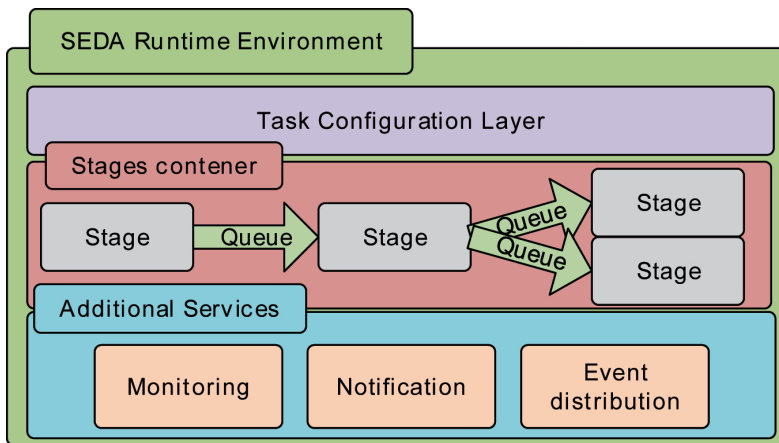 SEDA Runtime Environment
Task Configuration Layer
Stages contener
Stage
Queue
Stage
Queue
Queue
Stage
Stage
Additional Services
Monitoring
Notification
Event
distribution